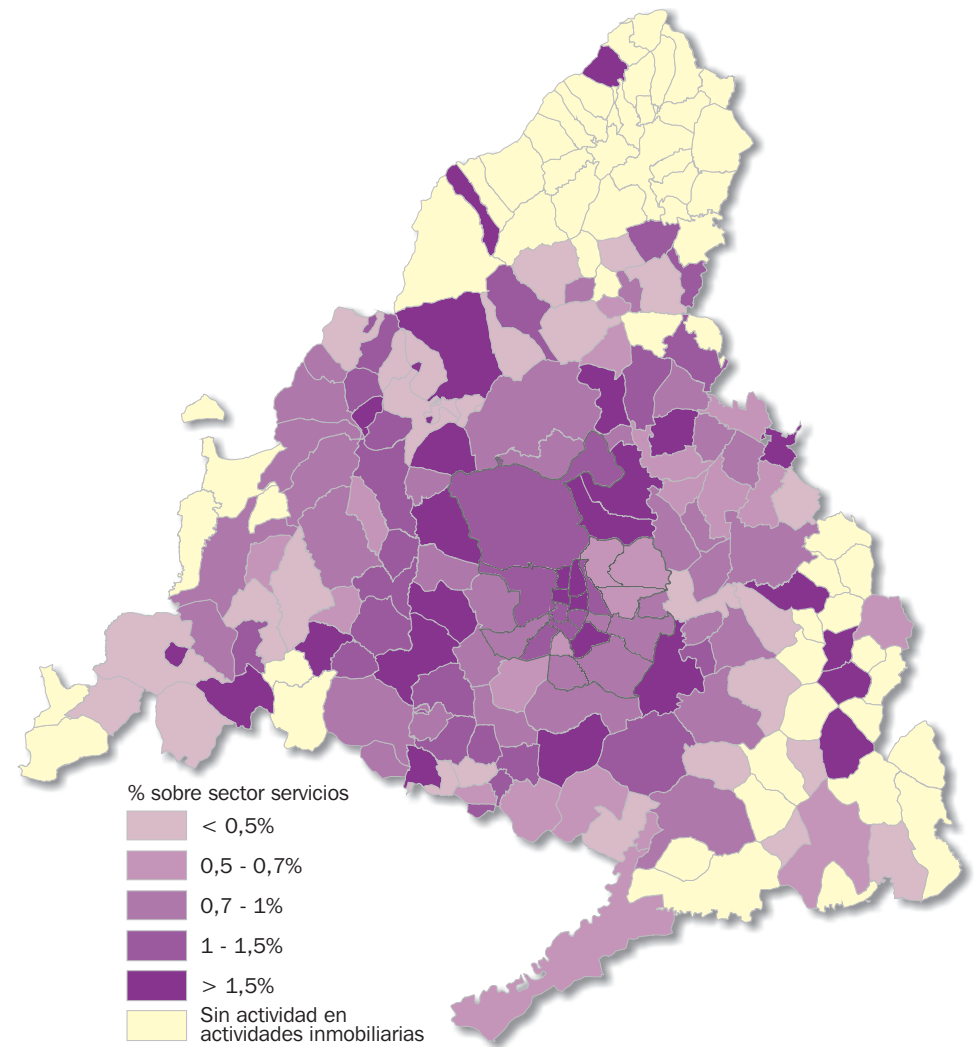 % sobre sector servicios
< 0,5%
0,5 - 0,7%
0,7 - 1%
1 - 1,5%
> 1,5%
Sin actividad en
actividades inmobiliarias